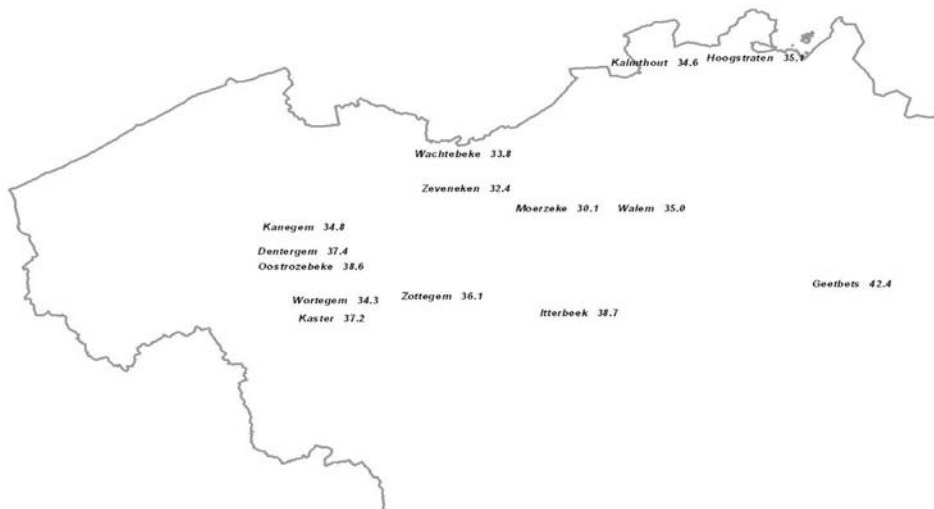 Kalmthout 34.6
Hoogstraten 35.1
Wachtebeke 33.8
Zeveneken 32.4
Moerzeke 30.1
Walem 35.0
Kanegem 34.8
Dentergem 37.4
Oostrozebeke 38.6
Geetbets 42.4
Wortegem 34.3
Zottegem 36.1
Kaster 37.2
Itterbeek 38.7